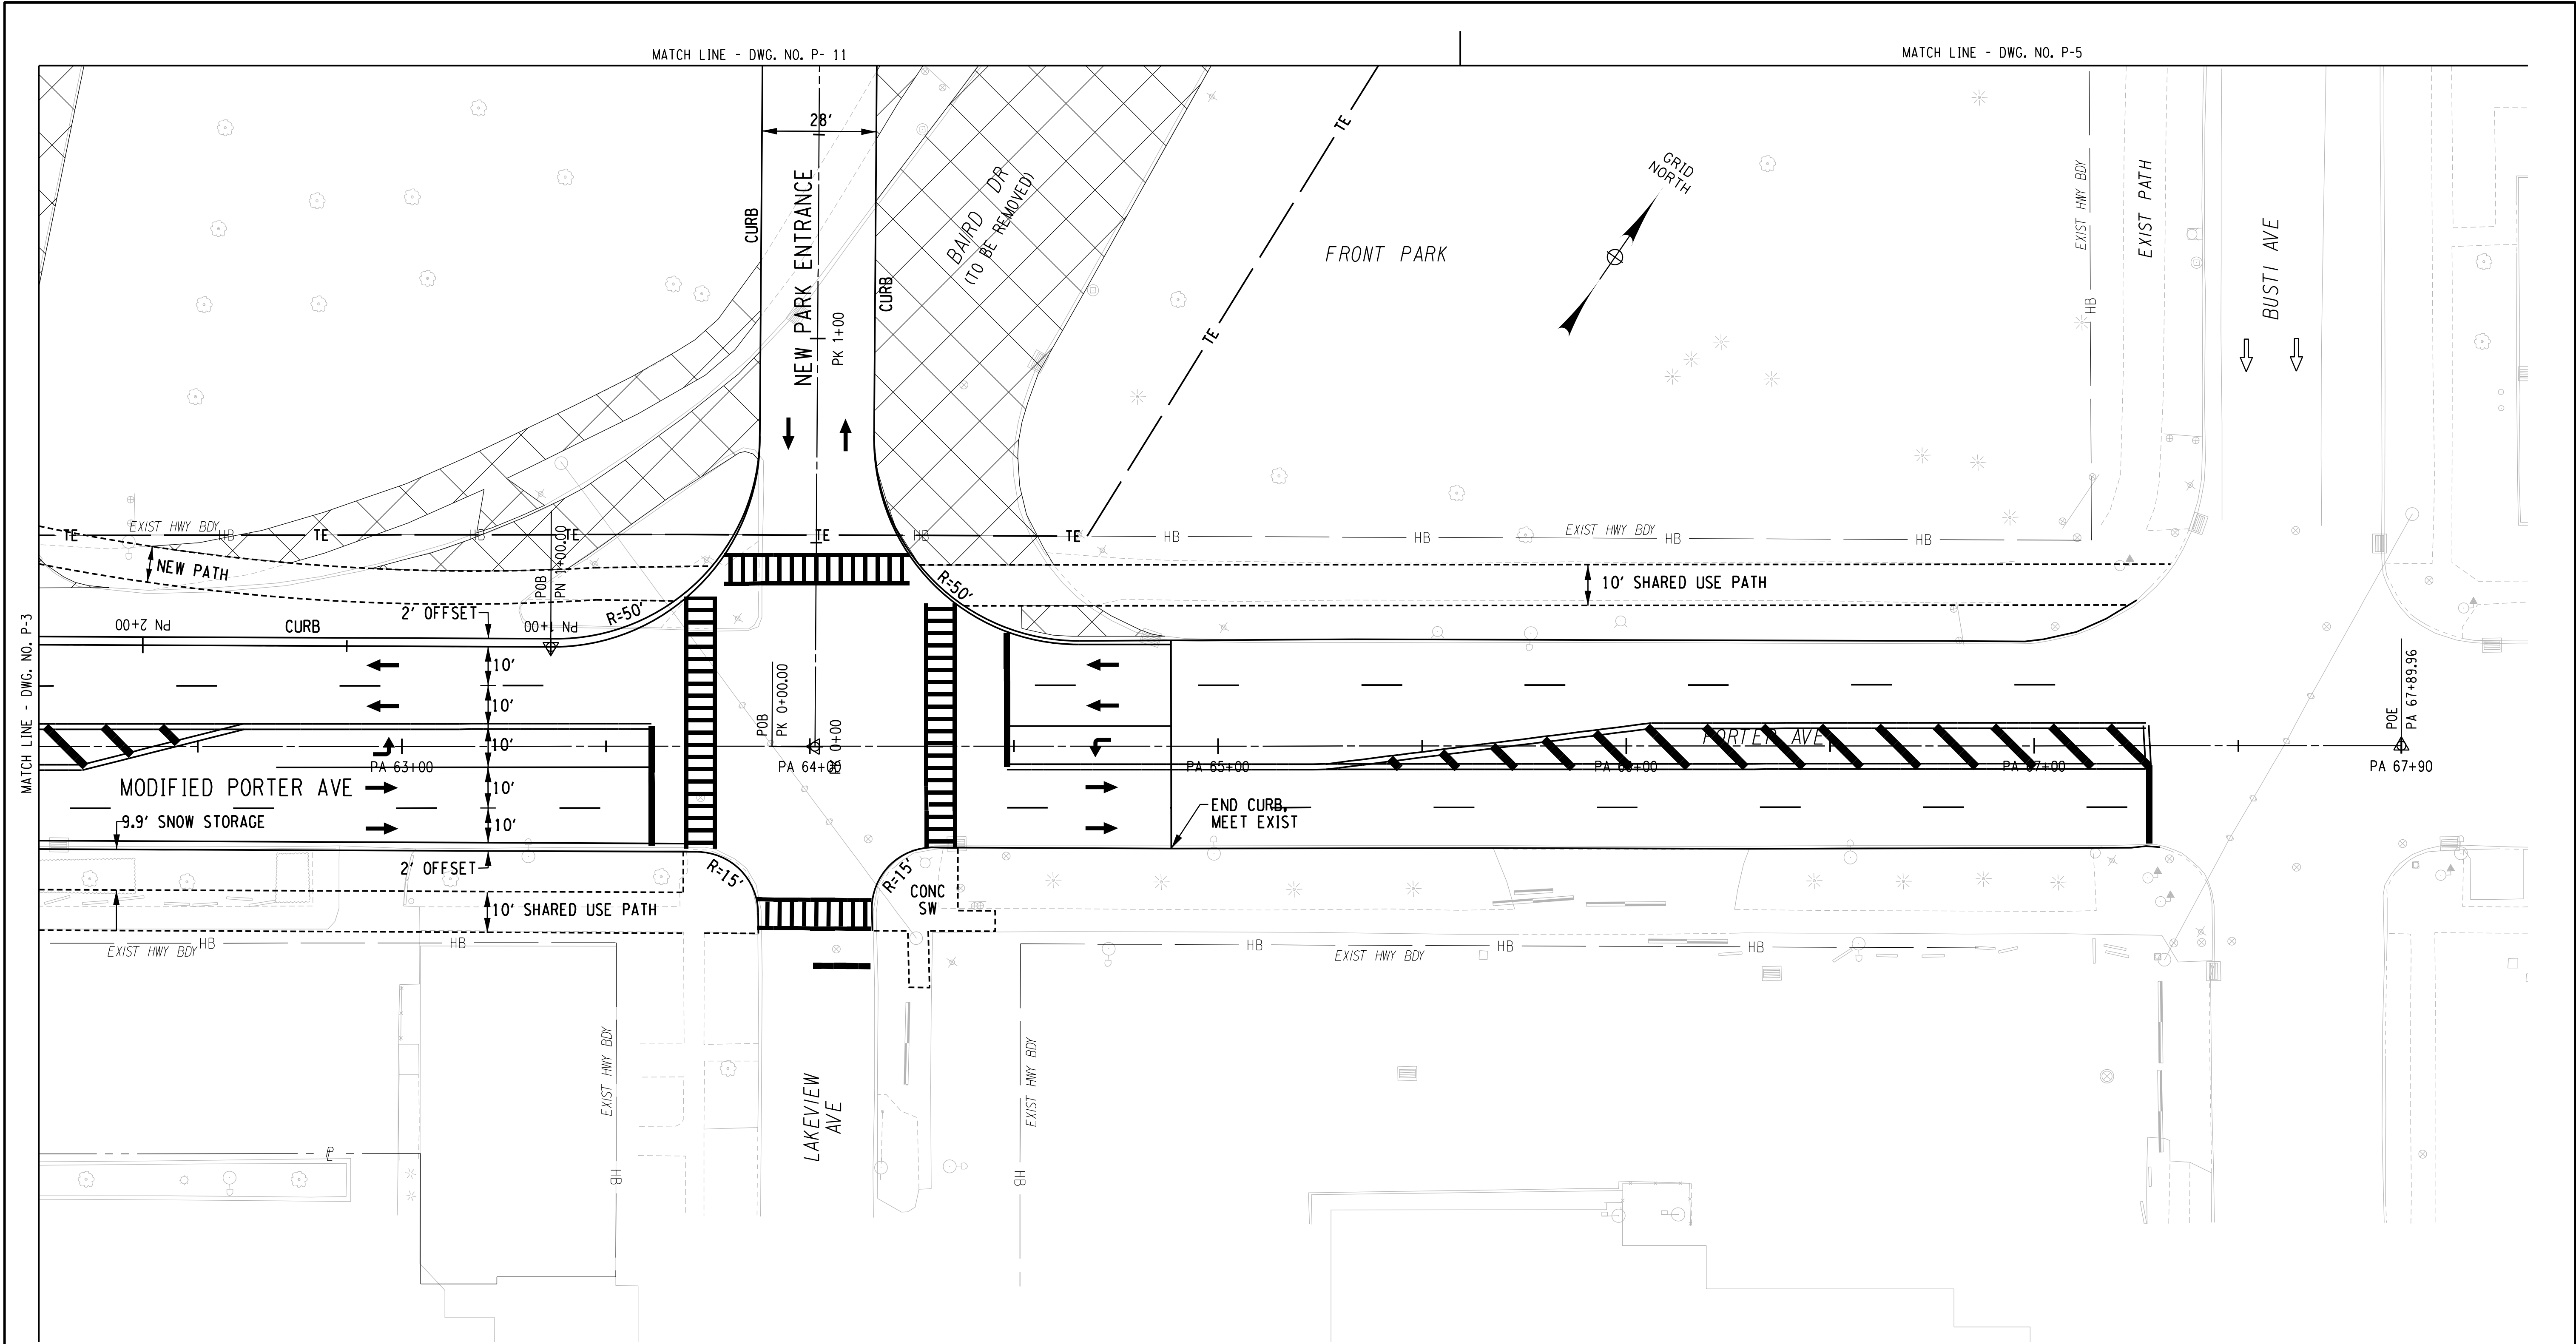 MATCH LINE - DWG. NO. P- 11
MATCH LINE - DWG. NO. P-5
28'
CURB
NEW PARK ENTRANCE
PK 1+00
CURB
BAIRD DR
(TO BE REMOVED)
TE
TE
FRONT PARK
GRID
NORTH
EXIST HWY BDY
HB
EXIST PATH
BUSTI AVE
TE
EXIST HWY BDY
HB
TE
HB
TE
TE
HB
TE
HB
HB
EXIST HWY BDY
HB
HB
NEW PATH
POB
PN 1+00.00
10' SHARED USE PATH
2' OFFSET
R=50'
R=50'
PN 2+00
CURB
PN 1+00
MATCH LINE - DWG. NO. P-3
10'
10'
10'
10'
10'
POB
PK 0+00.00
POE
PA 67+89.96
PORTER AVE
PA 63+00
PA 64+00
PK 0+00
PA 65+00
PA 66+00
PA 67+00
PA 67+90
MODIFIED PORTER AVE
9.9' SNOW STORAGE
END CURB,
MEET EXIST
2' OFFSET
R=15'
R=15'
CONC
SW
10' SHARED USE PATH
EXIST HWY BDY
HB
HB
HB
EXIST HWY BDY
HB
HB
EXIST HWY BDY
HB
EXIST HWY BDY
HB
LAKEVIEW
AVE
PL